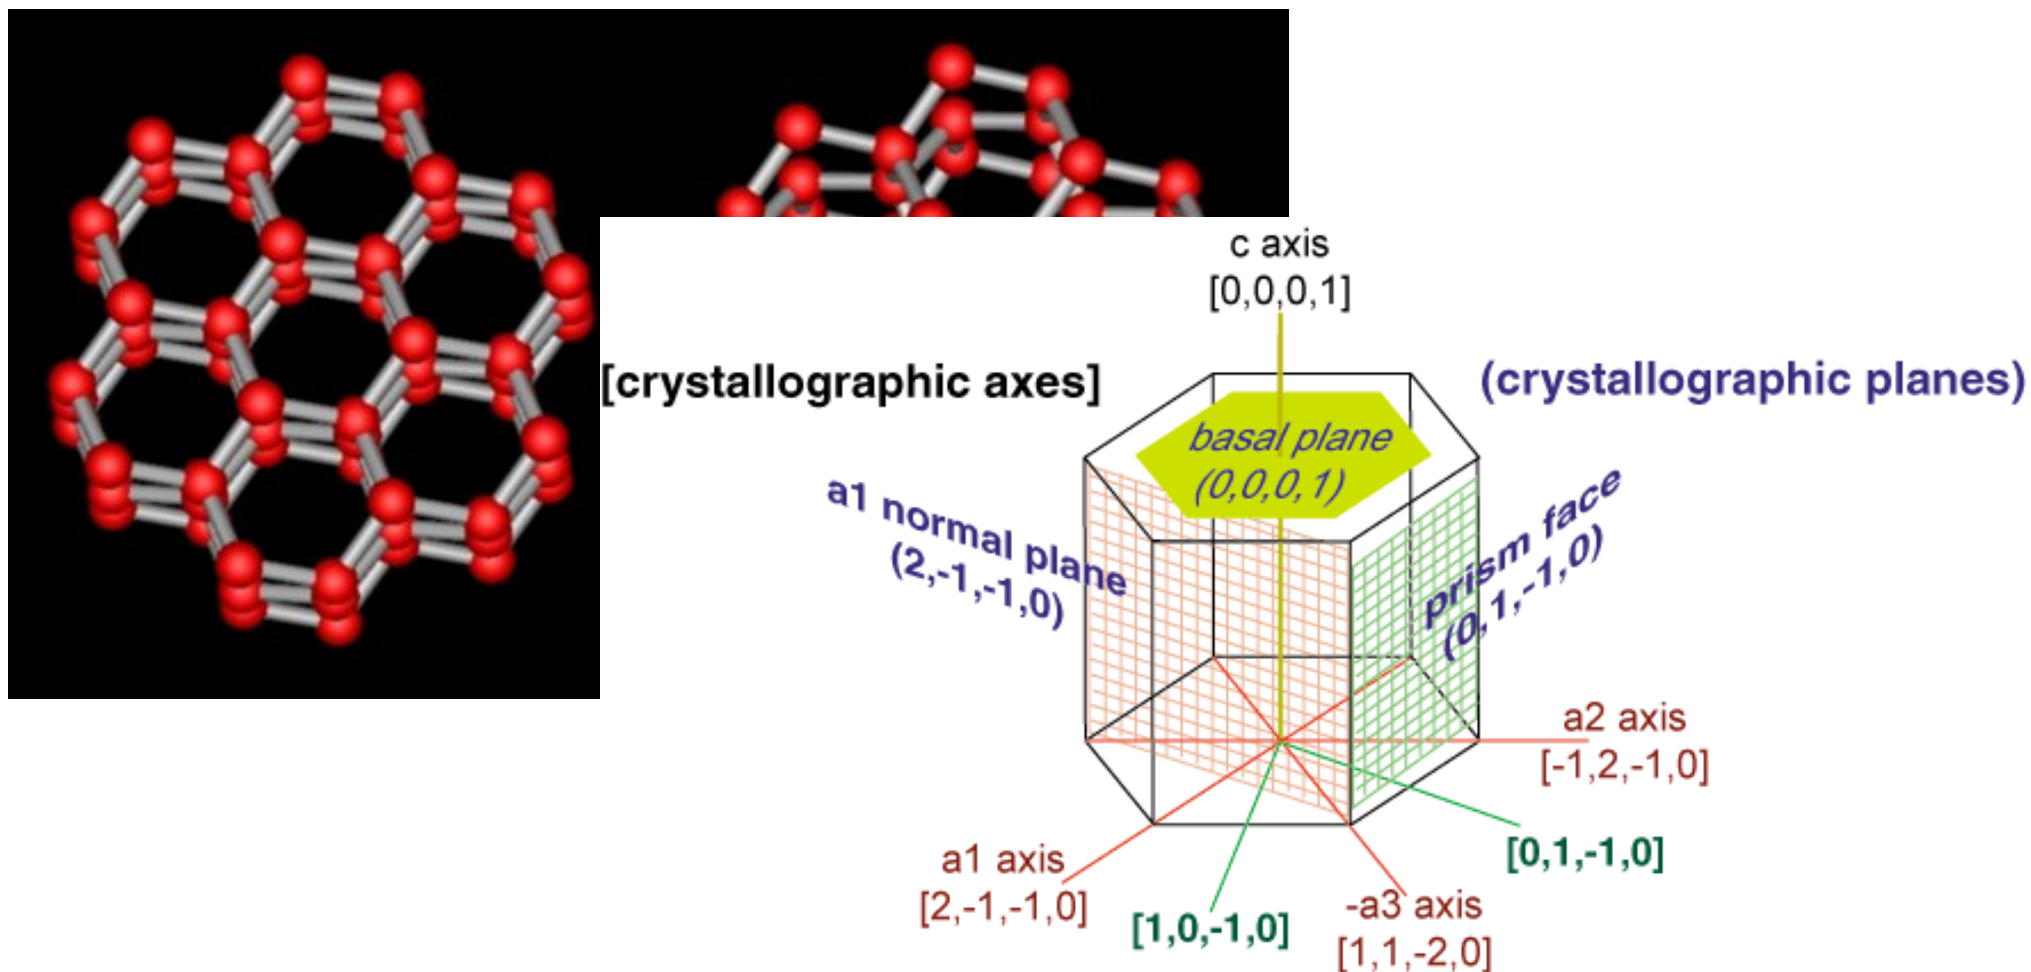 c axis
[0,0,0,1]
[crystallographic axes]
(crystallographic planes)
basal plane
(0,0,0,1)
a1 normal plane
(2,-1,-1,0)
prism face
(0,1,-1,0)
a2 axis
[-1,2,-1,0]
[0,1,-1,0]
a1 axis
[2,-1,-1,0]
[1,0,-1,0]
-a3 axis
[1,1,-2,0]